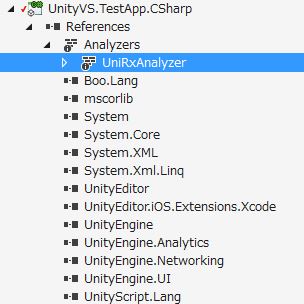 UnityVS.TestApp.CSharp
References
Analyzers
UniRxAnalyzer
Boo.Lang
mscorlib
System
System.Core
System.XML
System.Xml.Linq
UnityEditor
UnityEditor.iOS.Extensions.Xcode
UnityEngine
UnityEngine.Analytics
UnityEngine.Networking
UnityEngine.UI
UnityScript.Lang